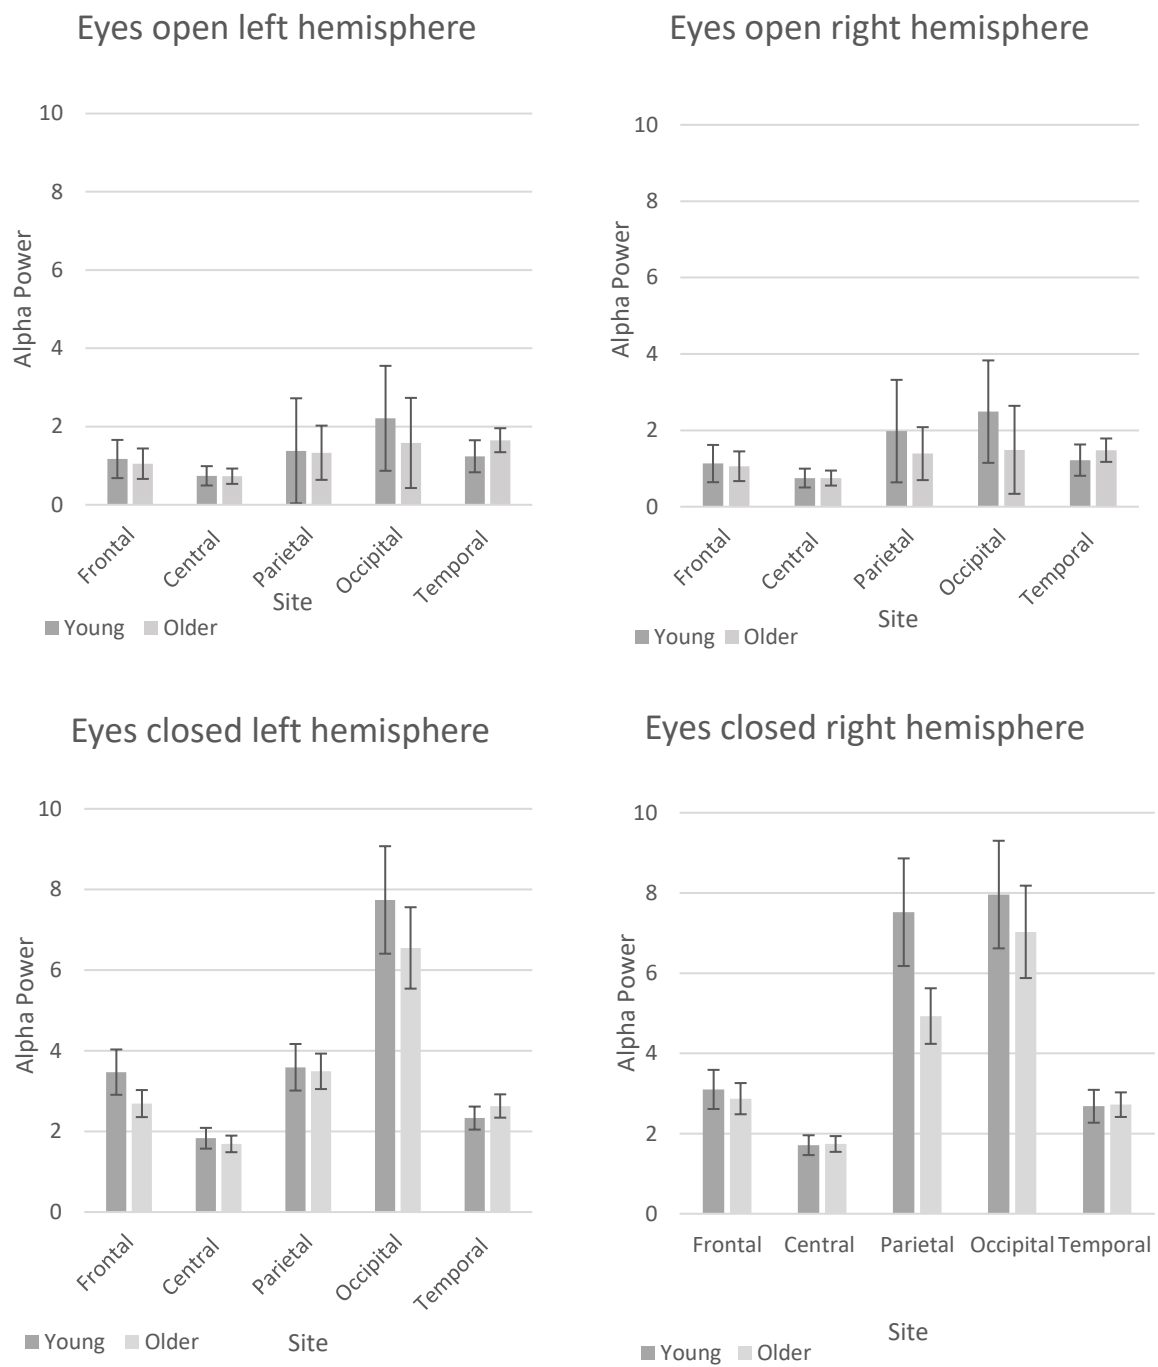 Eyes open left hemisphere
10
8
6
4
2
0
Alpha Power
Frontal
Central
Parietal
Occipital
Temporal
Site
Young
Older
Eyes open right hemisphere
10
8
6
4
2
0
Alpha Power
Frontal
Central
Parietal
Occipital
Temporal
Site
Young
Older
Eyes closed left hemisphere
10
8
6
4
2
0
Alpha Power
Frontal
Central
Parietal
Occipital
Temporal
Site
Young
Older
Eyes closed right hemisphere
10
8
6
4
2
0
Alpha Power
Frontal
Central
Parietal
Occipital
Temporal
Site
Young
Older